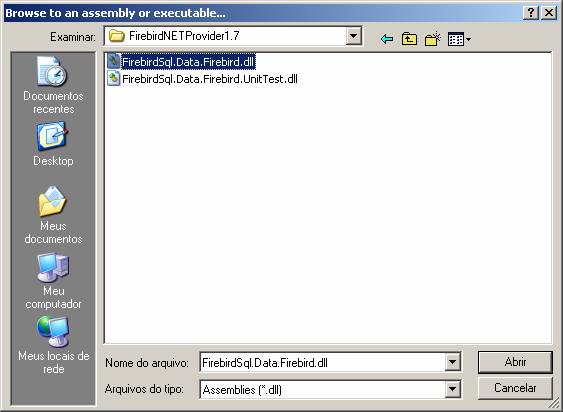 Browse to an assembly or executable...
Examinar:
FirebirdNETProvider1.7
Documentos
recentes
Desktop
Meus
documentos
Meu
computador
Meus locais de
rede
FirebirdSql.Data.Firebird.dll
FirebirdSql.Data.Firebird.UnitTest.dll
Nome do arquivo:
FirebirdSql.Data.Firebird.dll
Abrir
Arquivos do tipo:
Assemblies (*.dll)
Cancelar